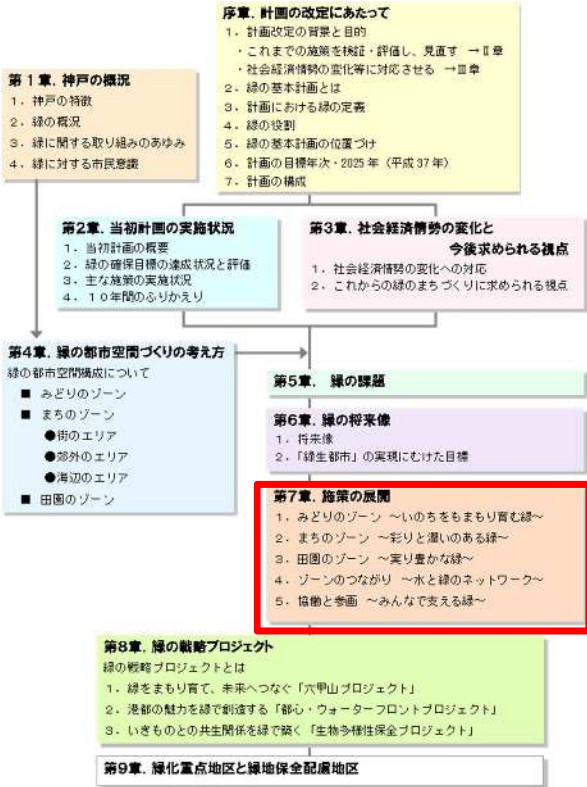 序章．計画の改定にあたって
1．計画改定の背景と目的
・これまでの施策を検証・評価し、見直す →Ⅱ章
・社会経済情勢の変化等に対応させる →Ⅲ章
2．緑の基本計画とは
3．計画における緑の定義
4．緑の役割
5．緑の基本計画の位置づけ
6．計画の目標年次・2025年（平成37年）
7．計画の構成
第1章．神戸の概況
1．神戸の特徴
2．緑の概況
3．緑に関する取り組みのあゆみ
4．緑に対する市民意識
第2章．当初計画の実施状況
1．当初計画の概要
2．緑の確保目標の達成状況と評価
3．主な施策の実施状況
4．10年間のふりかえり
第3章．社会経済情勢の変化と
今後求められる視点
1．社会経済情勢の変化への対応
2．これからの緑のまちづくりに求められる視点
第4章．緑の都市空間づくりの考え方
緑の都市空間構成について
■ みどりのゾーン
■ まちのゾーン
●街のエリア
●郊外のエリア
●海辺のエリア
■ 田園のゾーン
第5章． 緑の課題
第6章．緑の将来像
1．将来像
2．「緑生都市」の実現にむけた目標
第7章．施策の展開
1．みどりのゾーン ～いのちをもまもり育む緑～
2．まちのゾーン ～彩りと潤いのある緑～
3．田園のゾーン ～実り豊かな緑～
4．ゾーンのつながり ～水と緑のネットワーク～
5．協働と参画 ～みんなで支える緑～
第8章．緑の戦略プロジェクト
緑の戦略プロジェクトとは
1．緑をまもり育て、未来へつなぐ「六甲山プロジェクト」
2．港都の魅力を緑で創造する「都心・ウォーターフロントプロジェクト」
3．いきものとの共生関係を緑で築く「生物多様性保全プロジェクト」
第9章．緑化重点地区と緑地保全配慮地区